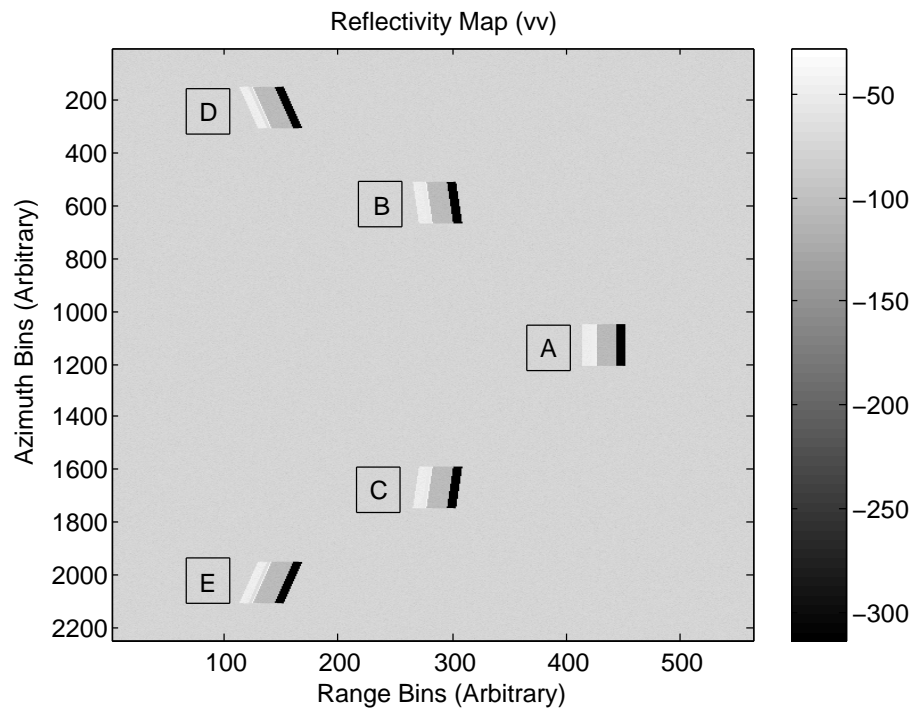 Reflectivity Map (vv)
Azimuth Bins (Arbitrary)
200
400
600
800
1000
1200
1400
1600
1800
2000
2200
D
B
A
C
E
100
200
300
400
500
Range Bins (Arbitrary)
−50
−100
−150
−200
−250
−300